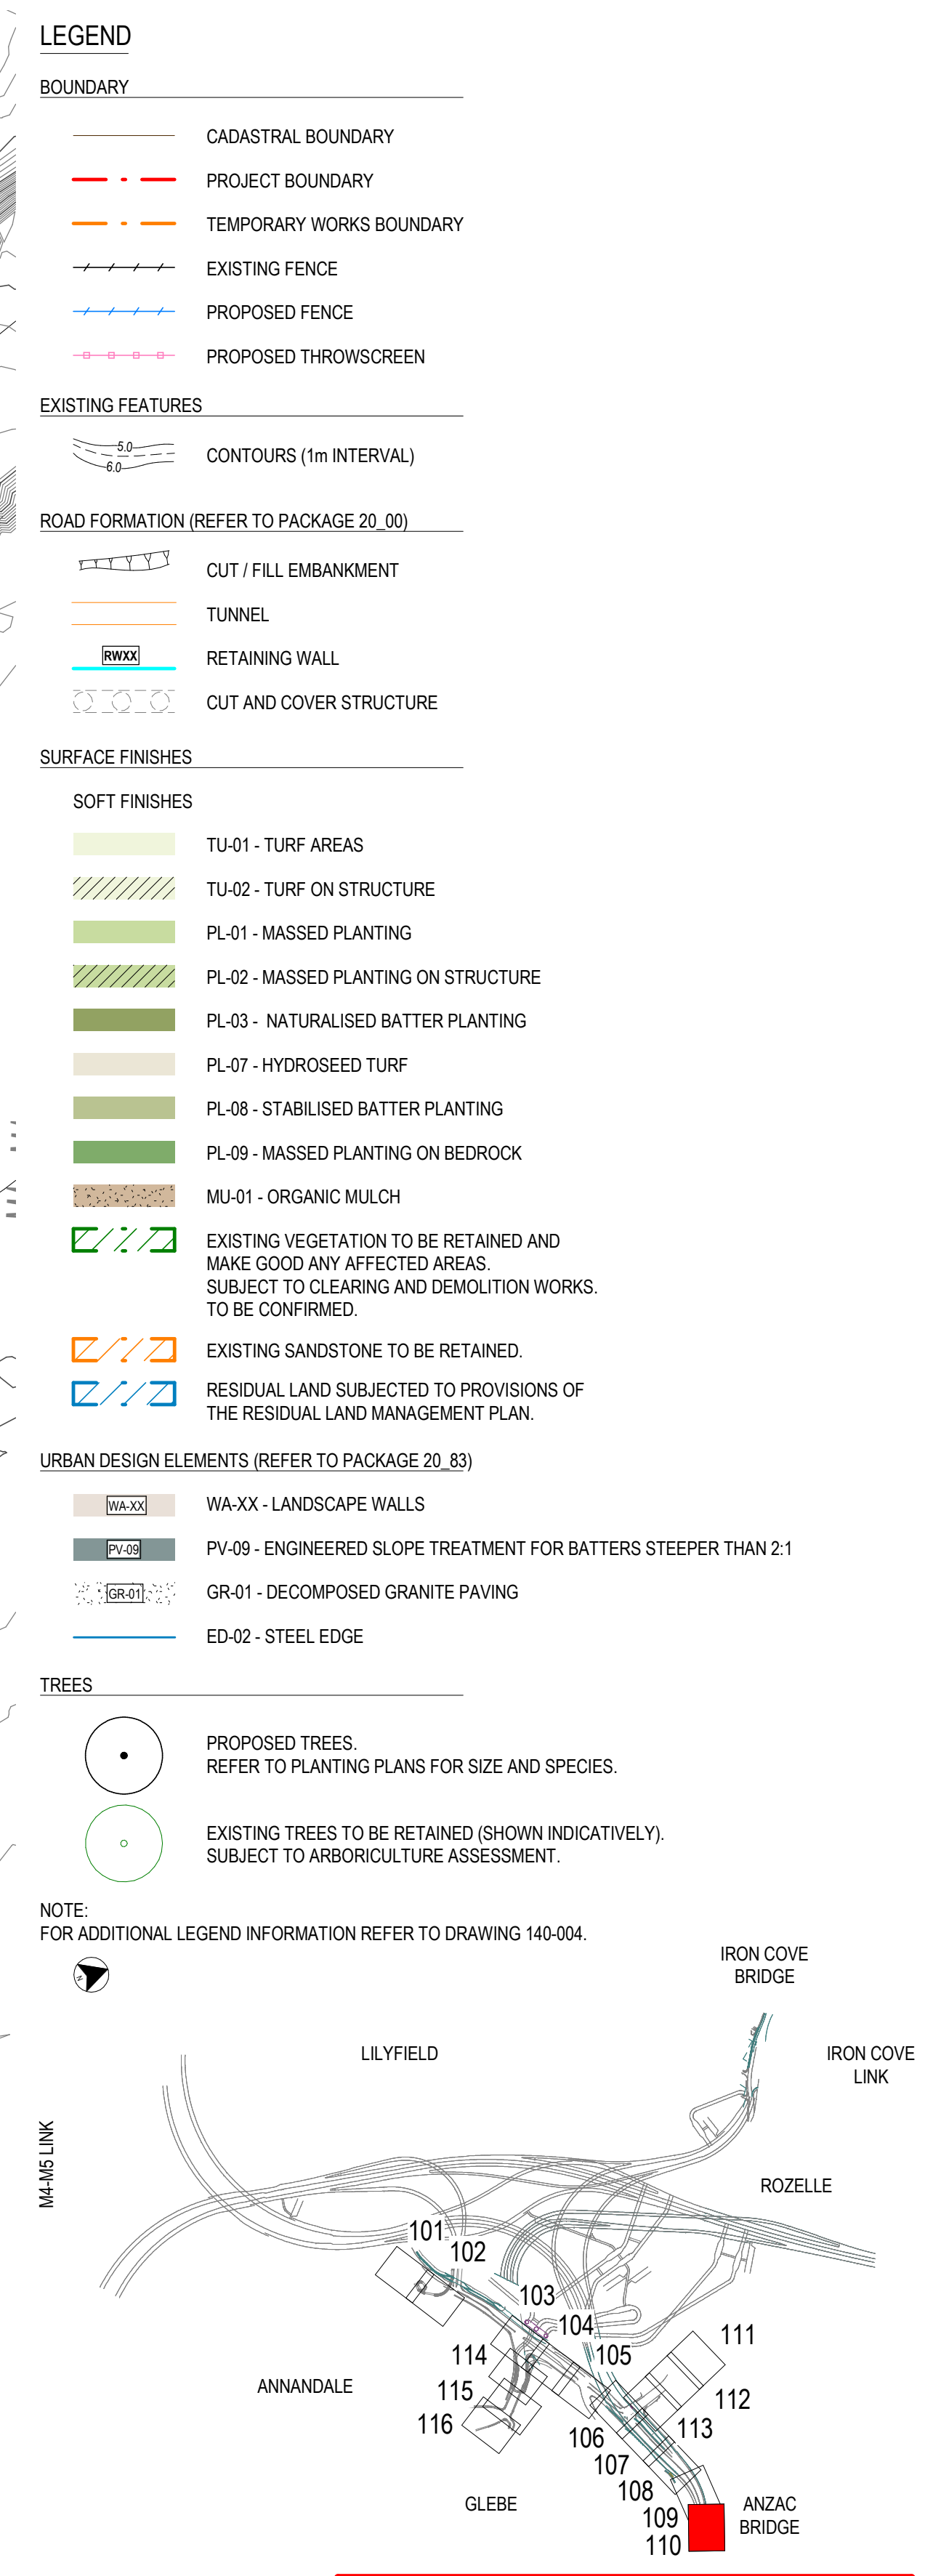 LEGEND
BOUNDARY
CADASTRAL BOUNDARY
PROJECT BOUNDARY
TEMPORARY WORKS BOUNDARY
EXISTING FENCE
PROPOSED FENCE
PROPOSED THROWSCREEN
EXISTING FEATURES
5.0
6.0
CONTOURS (1m INTERVAL)
ROAD FORMATION (REFER TO PACKAGE 20_00)
CUT / FILL EMBANKMENT
TUNNEL
RWXX
RETAINING WALL
CUT AND COVER STRUCTURE
SURFACE FINISHES
SOFT FINISHES
TU-01 - TURF AREAS
TU-02 - TURF ON STRUCTURE
PL-01 - MASSED PLANTING
PL-02 - MASSED PLANTING ON STRUCTURE
PL-03 - NATURALISED BATTER PLANTING
PL-07 - HYDROSEED TURF
PL-08 - STABILISED BATTER PLANTING
PL-09 - MASSED PLANTING ON BEDROCK
MU-01 - ORGANIC MULCH
EXISTING VEGETATION TO BE RETAINED AND
MAKE GOOD ANY AFFECTED AREAS.
SUBJECT TO CLEARING AND DEMOLITION WORKS.
TO BE CONFIRMED.
EXISTING SANDSTONE TO BE RETAINED.
RESIDUAL LAND SUBJECTED TO PROVISIONS OF
THE RESIDUAL LAND MANAGEMENT PLAN.
URBAN DESIGN ELEMENTS (REFER TO PACKAGE 20_83)
WA-XX
WA-XX - LANDSCAPE WALLS
PV-09
PV-09 - ENGINEERED SLOPE TREATMENT FOR BATTERS STEEPER THAN 2:1
GR-01
GR-01 - DECOMPOSED GRANITE PAVING
ED-02 - STEEL EDGE
TREES
PROPOSED TREES.
REFER TO PLANTING PLANS FOR SIZE AND SPECIES.
EXISTING TREES TO BE RETAINED (SHOWN INDICATIVELY).
SUBJECT TO ARBORICULTURE ASSESSMENT.
NOTE:
FOR ADDITIONAL LEGEND INFORMATION REFER TO DRAWING 140-004.
N
IRON COVE
BRIDGE
LILYFIELD
IRON COVE
LINK
M4-M5 LINK
ROZELLE
101
102
103
104
105
111
114
115
112
116
106
113
107
108
109
110
ANNANDALE
GLEBE
ANZAC
BRIDGE